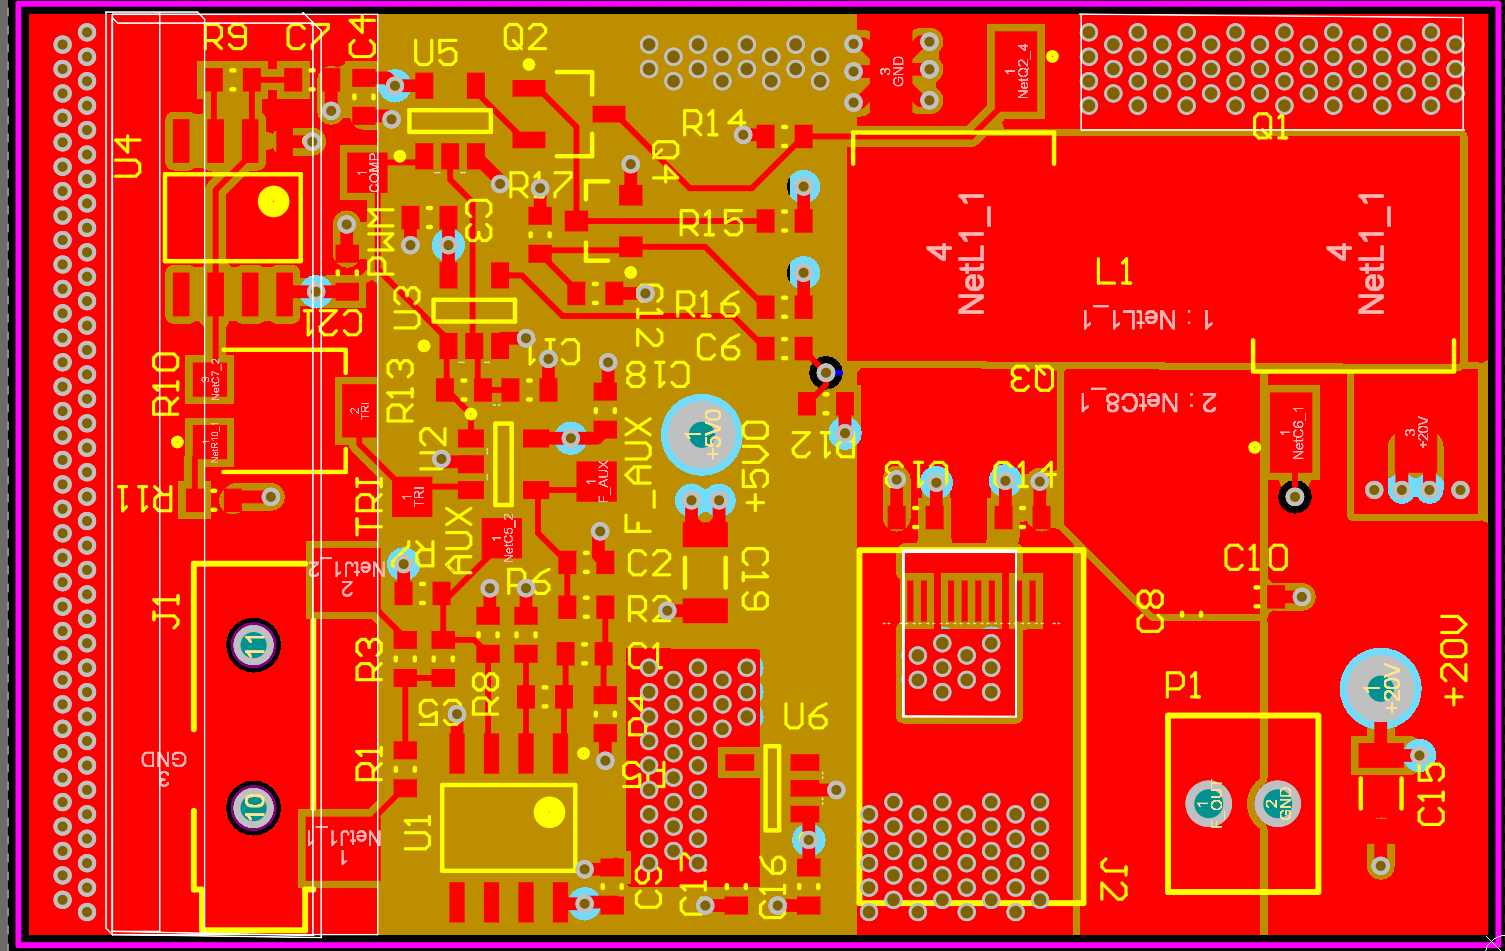 R9
C7
C4
U5
Q2
3
GND
1
NetQ2_4
R14
Q1
U4
1
COMP
Q4
R17
C3
R15
PWM
4
NetL1_1
4
NetL1_1
L1
U3
C21
R16
C12
1 : NetL1_1
C6
C11
R10
3
NetC7_2
R13
C18
Q3
2 : NetC8_1
2
TRI
1
+5V0
+5V0
R12
1
NetC6_1
3
+20V
NetR10_1
U2
F_AUX
1
F_AUX
C13
C14
R11
TRI
1
TRI
AUX
1
NetC5_2
NetJ1_2
2
R7
R6
C2
C19
C10
J1
R2
C8
11
R3
C1
+20V
1
+20V
P1
R8
C5
R4
U6
GND
3
R1
R5
10
U1
NetJ1_1
1
1
F_OUT
2
GND
C15
C9
C17
C16
J2